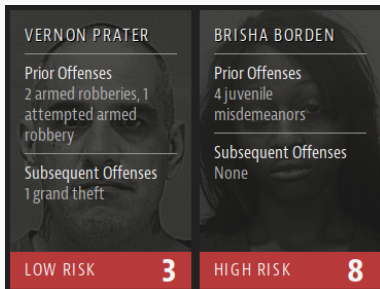 VERNON PRATER
Prior Offenses
2 armed robberies, 1
attempted armed
robbery
Subsequent Offenses
1 grand theft
LOW RISK 3
BRISHA BORDEN
Prior Offenses
4 juvenile
misdemeanors
Subsequent Offenses
None
HIGH RISK 8